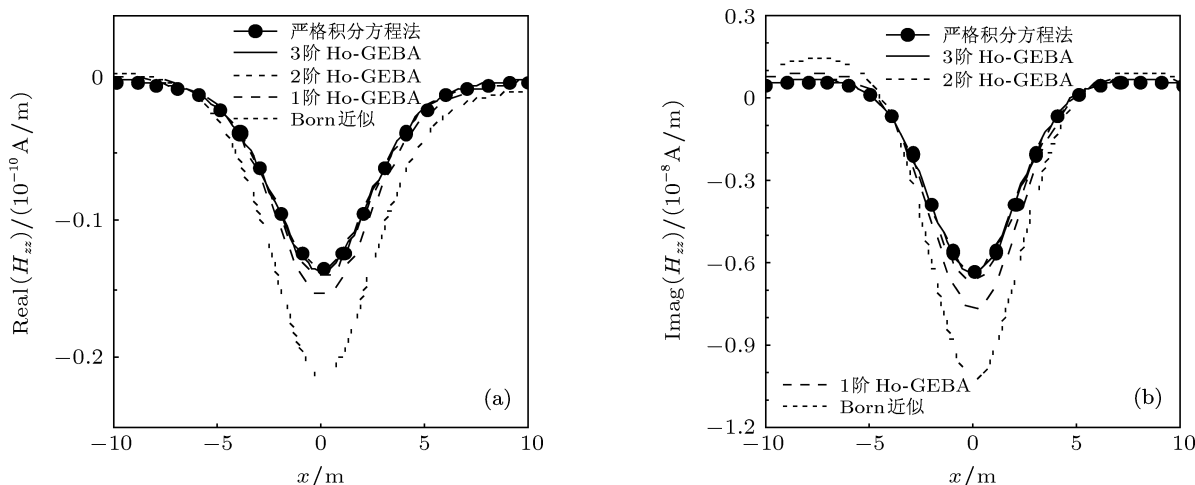 严格积分方程法
3阶 Ho-GEBA
2阶 Ho-GEBA
1阶 Ho-GEBA
Born近似
0
−0.1
−0.2
Real(H_zz)/(10^−10 A/m)
(a)
−10
−5
0
5
10
x/m
严格积分方程法
3阶 Ho-GEBA
2阶 Ho-GEBA
0.3
0
−0.3
−0.6
−0.9
−1.2
Imag(H_zz)/(10^−8 A/m)
1阶 Ho-GEBA
Born近似
(b)
−10
−5
0
5
10
x/m